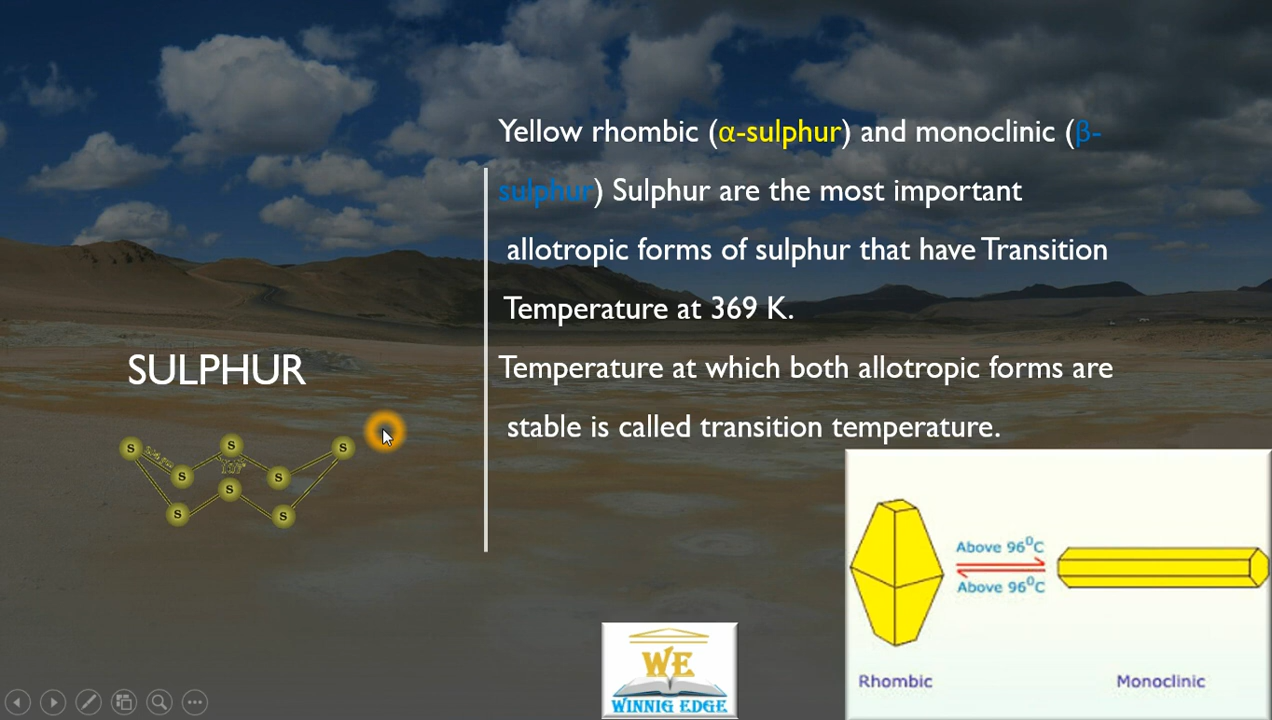 Yellow rhombic (α-sulphur) and monoclinic (β-
sulphur) Sulphur are the most important
allotropic forms of sulphur that have Transition
Temperature at 369 K.
Temperature at which both allotropic forms are
stable is called transition temperature.
SULPHUR
S S S
S S
S
S S
Above 96⁰C
Above 96⁰C
Rhombic
Monoclinic
WE
WINNIG EDGE